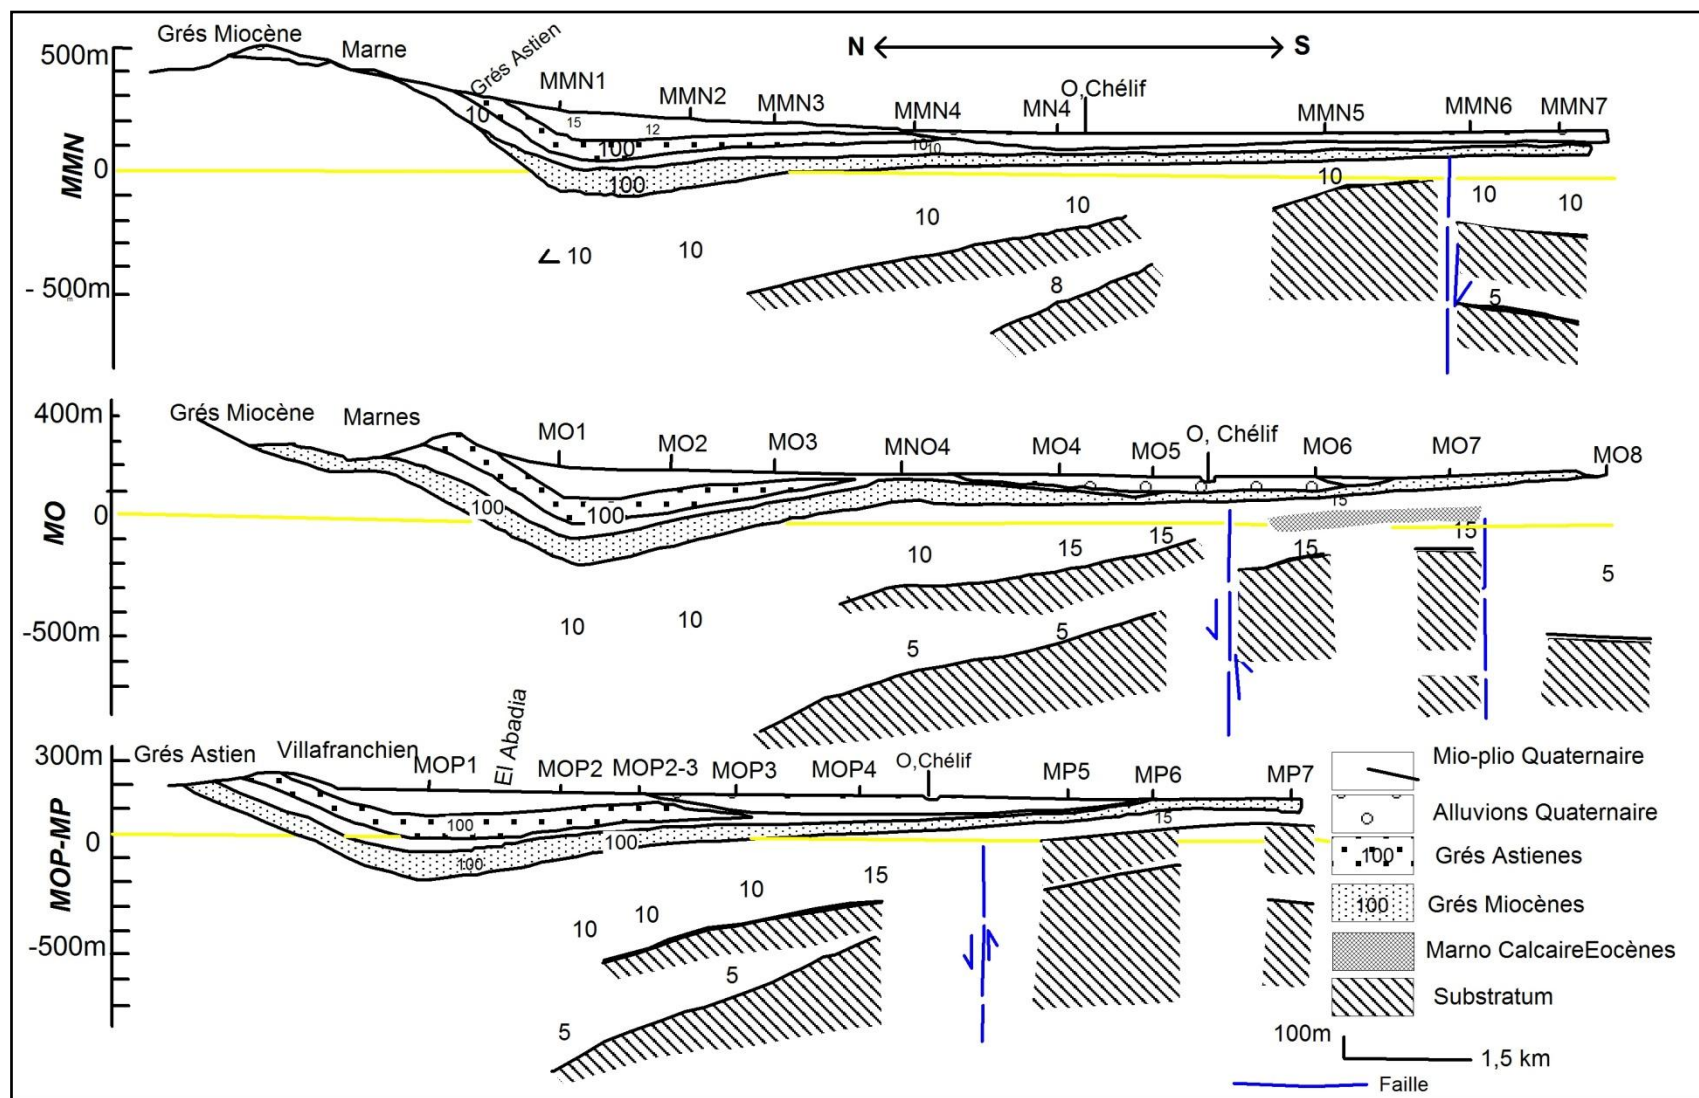 500m
Grés Miocène
Marne
Grés Astien
N
S
MMN1
MMN2
MMN3
MMN4
MN4
O,Chélif
MMN5
MMN6
MMN7
10
15
12
100
10
10
MMN
0
100
10
10
10
10
10
10
10
10
- 500m
8
5
400m
Grés Miocène
Marnes
MO1
MO2
MO3
MNO4
MO4
MO5
O, Chélif
MO6
MO7
MO8
MO
0
100
100
15
10
15
15
15
15
5
10
10
5
5
-500m
300m
Grés Astien
Villafranchien
El Abadia
MOP1
MOP2
MOP2-3
MOP3
MOP4
O,Chélif
MP5
MP6
MP7
MOP-MP
0
100
100
100
15
10
10
10
15
-500m
5
5
Mio-plio Quaternaire
Alluvions Quaternaire
100
Grés Astienes
100
Grés Miocènes
Marno CalcaireEocènes
Substratum
100m
1,5 km
Faille